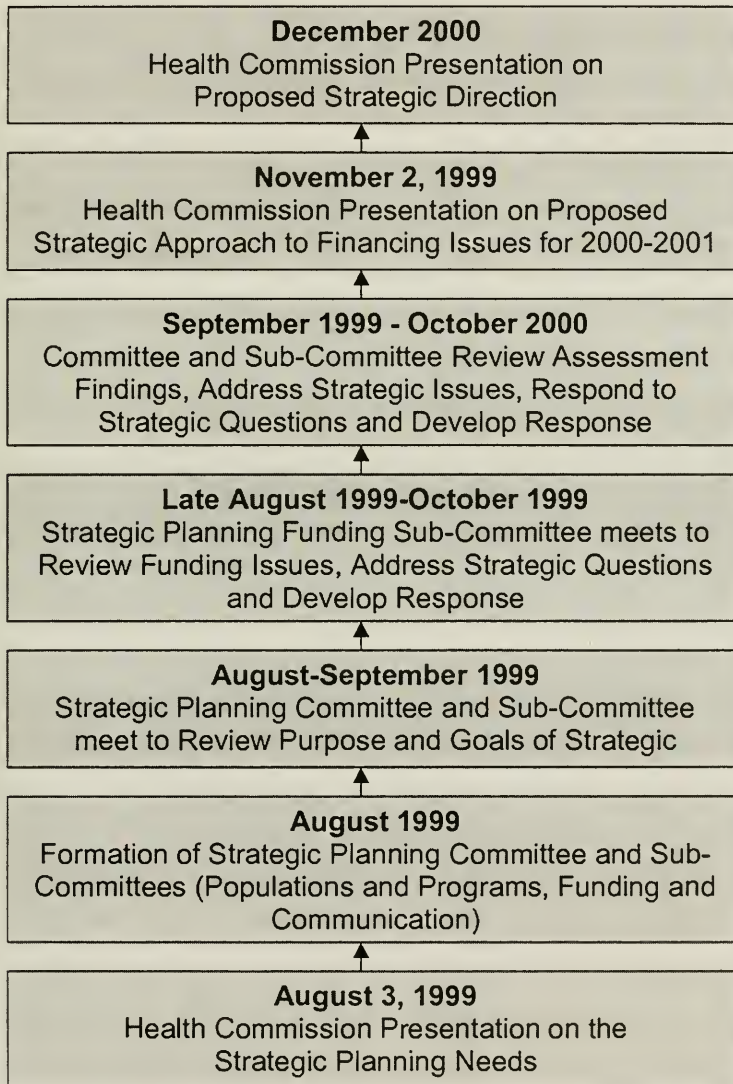 December 2000
Health Commission Presentation on
Proposed Strategic Direction
November 2, 1999
Health Commission Presentation on Proposed
Strategic Approach to Financing Issues for 2000-2001
September 1999 - October 2000
Committee and Sub-Committee Review Assessment
Findings, Address Strategic Issues, Respond to
Strategic Questions and Develop Response
Late August 1999-October 1999
Strategic Planning Funding Sub-Committee meets to
Review Funding Issues, Address Strategic Questions
and Develop Response
August-September 1999
Strategic Planning Committee and Sub-Committee
meet to Review Purpose and Goals of Strategic
August 1999
Formation of Strategic Planning Committee and Sub-
Committees (Populations and Programs, Funding and
Communication)
August 3, 1999
Health Commission Presentation on the
Strategic Planning Needs